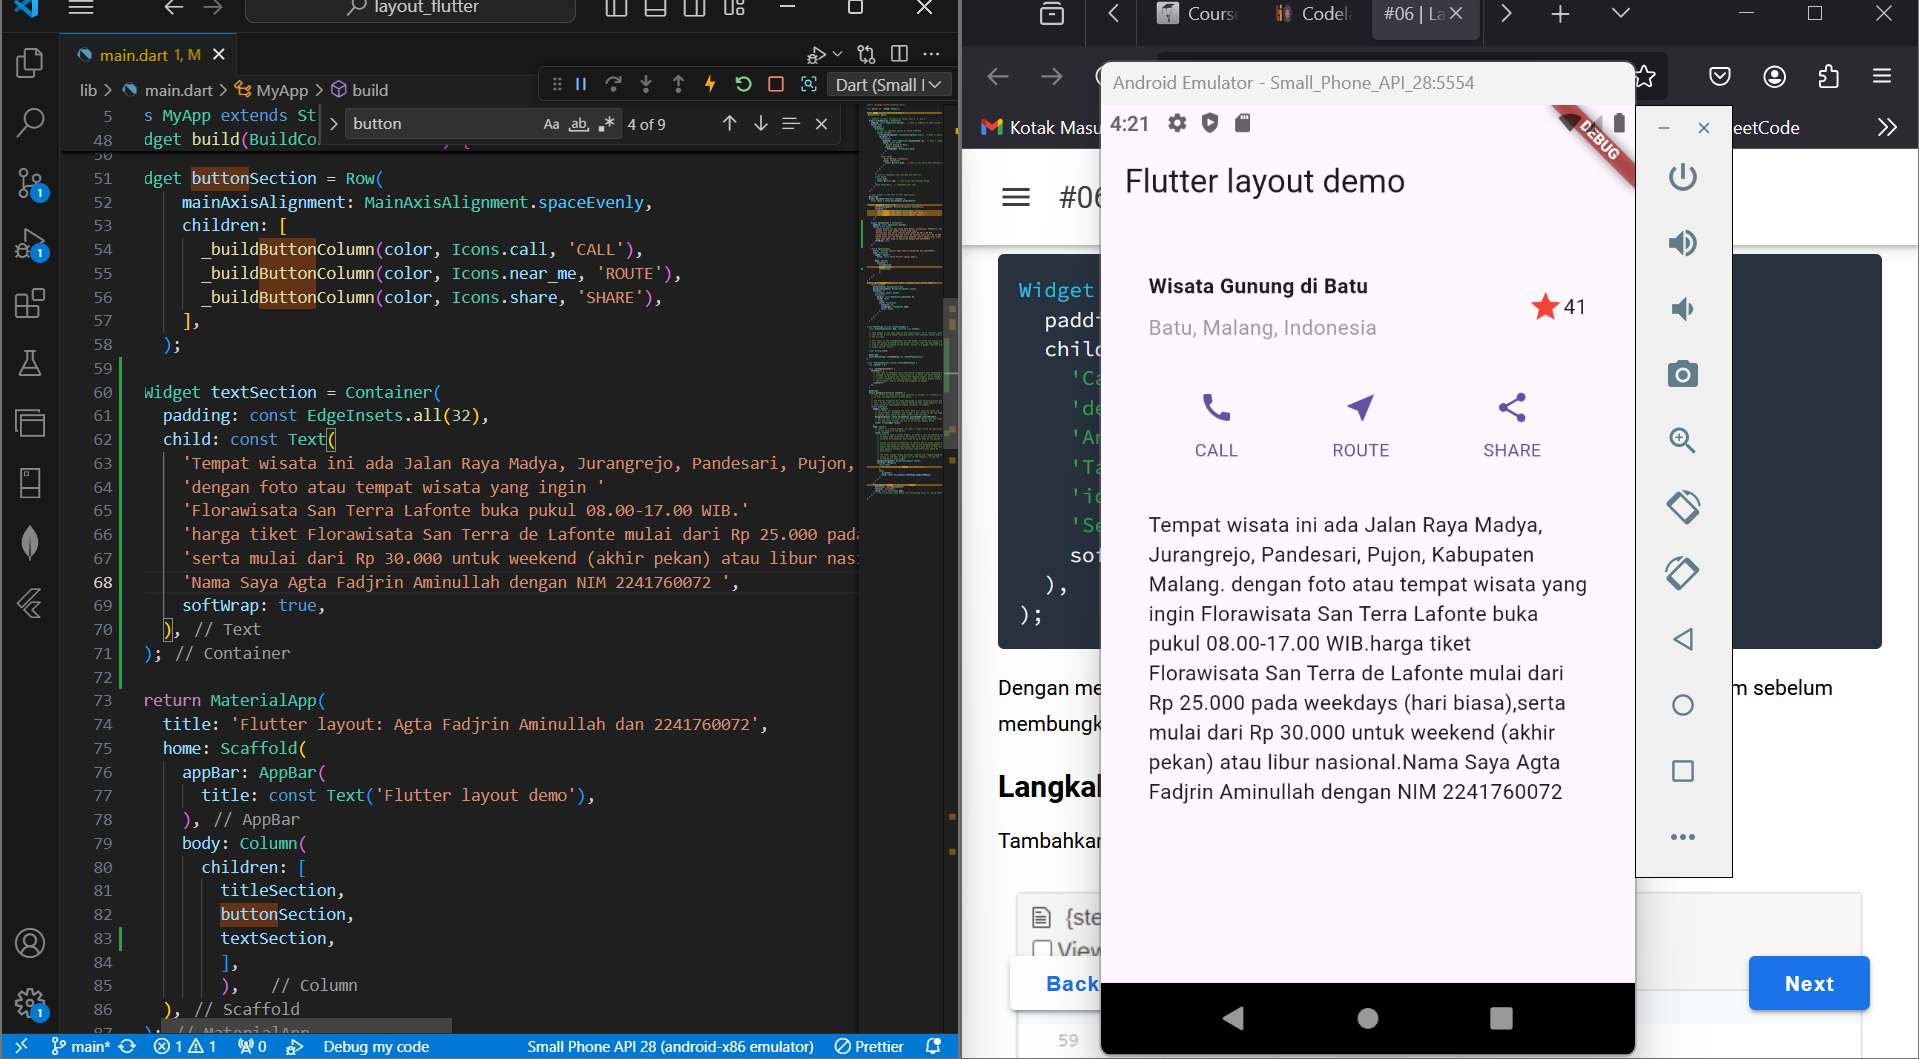 layout_flutter
main.dart 1, M
lib > main.dart > MyApp > build
Dart (Small
button
Aa ab .* 4 of 9
5 s MyApp extends St
48 dget build(BuildCo
50
51 dget buttonSection = Row(
52 mainAxisAlignment: MainAxisAlignment.spaceEvenly,
53 children: [
54 _buildButtonColumn(color, Icons.call, 'CALL'),
55 _buildButtonColumn(color, Icons.near_me, 'ROUTE'),
56 _buildButtonColumn(color, Icons.share, 'SHARE'),
57 ],
58 );
59
60 Widget textSection = Container(
61 padding: const EdgeInsets.all(32),
62 child: const Text(
63 'Tempat wisata ini ada Jalan Raya Madya, Jurangrejo, Pandesari, Pujon,
64 'dengan foto atau tempat wisata yang ingin '
65 'Florawisata San Terra Lafonte buka pukul 08.00-17.00 WIB.'
66 'harga tiket Florawisata San Terra de Lafonte mulai dari Rp 25.000 pada
67 'serta mulai dari Rp 30.000 untuk weekend (akhir pekan) atau libur nasi
68 'Nama Saya Agta Fadjrin Aminullah dengan NIM 2241760072 ',
69 softWrap: true,
70 ), // Text
71 ); // Container
72
73 return MaterialApp(
74 title: 'Flutter layout: Agta Fadjrin Aminullah dan 2241760072',
75 home: Scaffold(
76 appBar: AppBar(
77 title: const Text('Flutter layout demo'),
78 ), // AppBar
79 body: Column(
80 children: [
81 titleSection,
82 buttonSection,
83 textSection,
84 ],
85 ), // Column
86 ), // Scaffold
87 ); // MaterialApp
main* 1 1 0 Debug my code Small Phone API 28 (android-x86 emulator) Prettier
1
1
1
Cours
Codel
#06 | La
Kotak Masu
eetCode
#06
Widget
paddi
child
'Ca
'de
'An
'Ta
'io
'Se
sof
),
);
Dengan me
m sebelum
membungk
Langkal
Tambahkan
{ste
View
Back
Next
59
Android Emulator - Small_Phone_API_28:5554
4:21
DEBUG
Flutter layout demo
Wisata Gunung di Batu
Batu, Malang, Indonesia
41
CALL ROUTE SHARE
Tempat wisata ini ada Jalan Raya Madya,
Jurangrejo, Pandesari, Pujon, Kabupaten
Malang. dengan foto atau tempat wisata yang
ingin Florawisata San Terra Lafonte buka
pukul 08.00-17.00 WIB.harga tiket
Florawisata San Terra de Lafonte mulai dari
Rp 25.000 pada weekdays (hari biasa),serta
mulai dari Rp 30.000 untuk weekend (akhir
pekan) atau libur nasional.Nama Saya Agta
Fadjrin Aminullah dengan NIM 2241760072